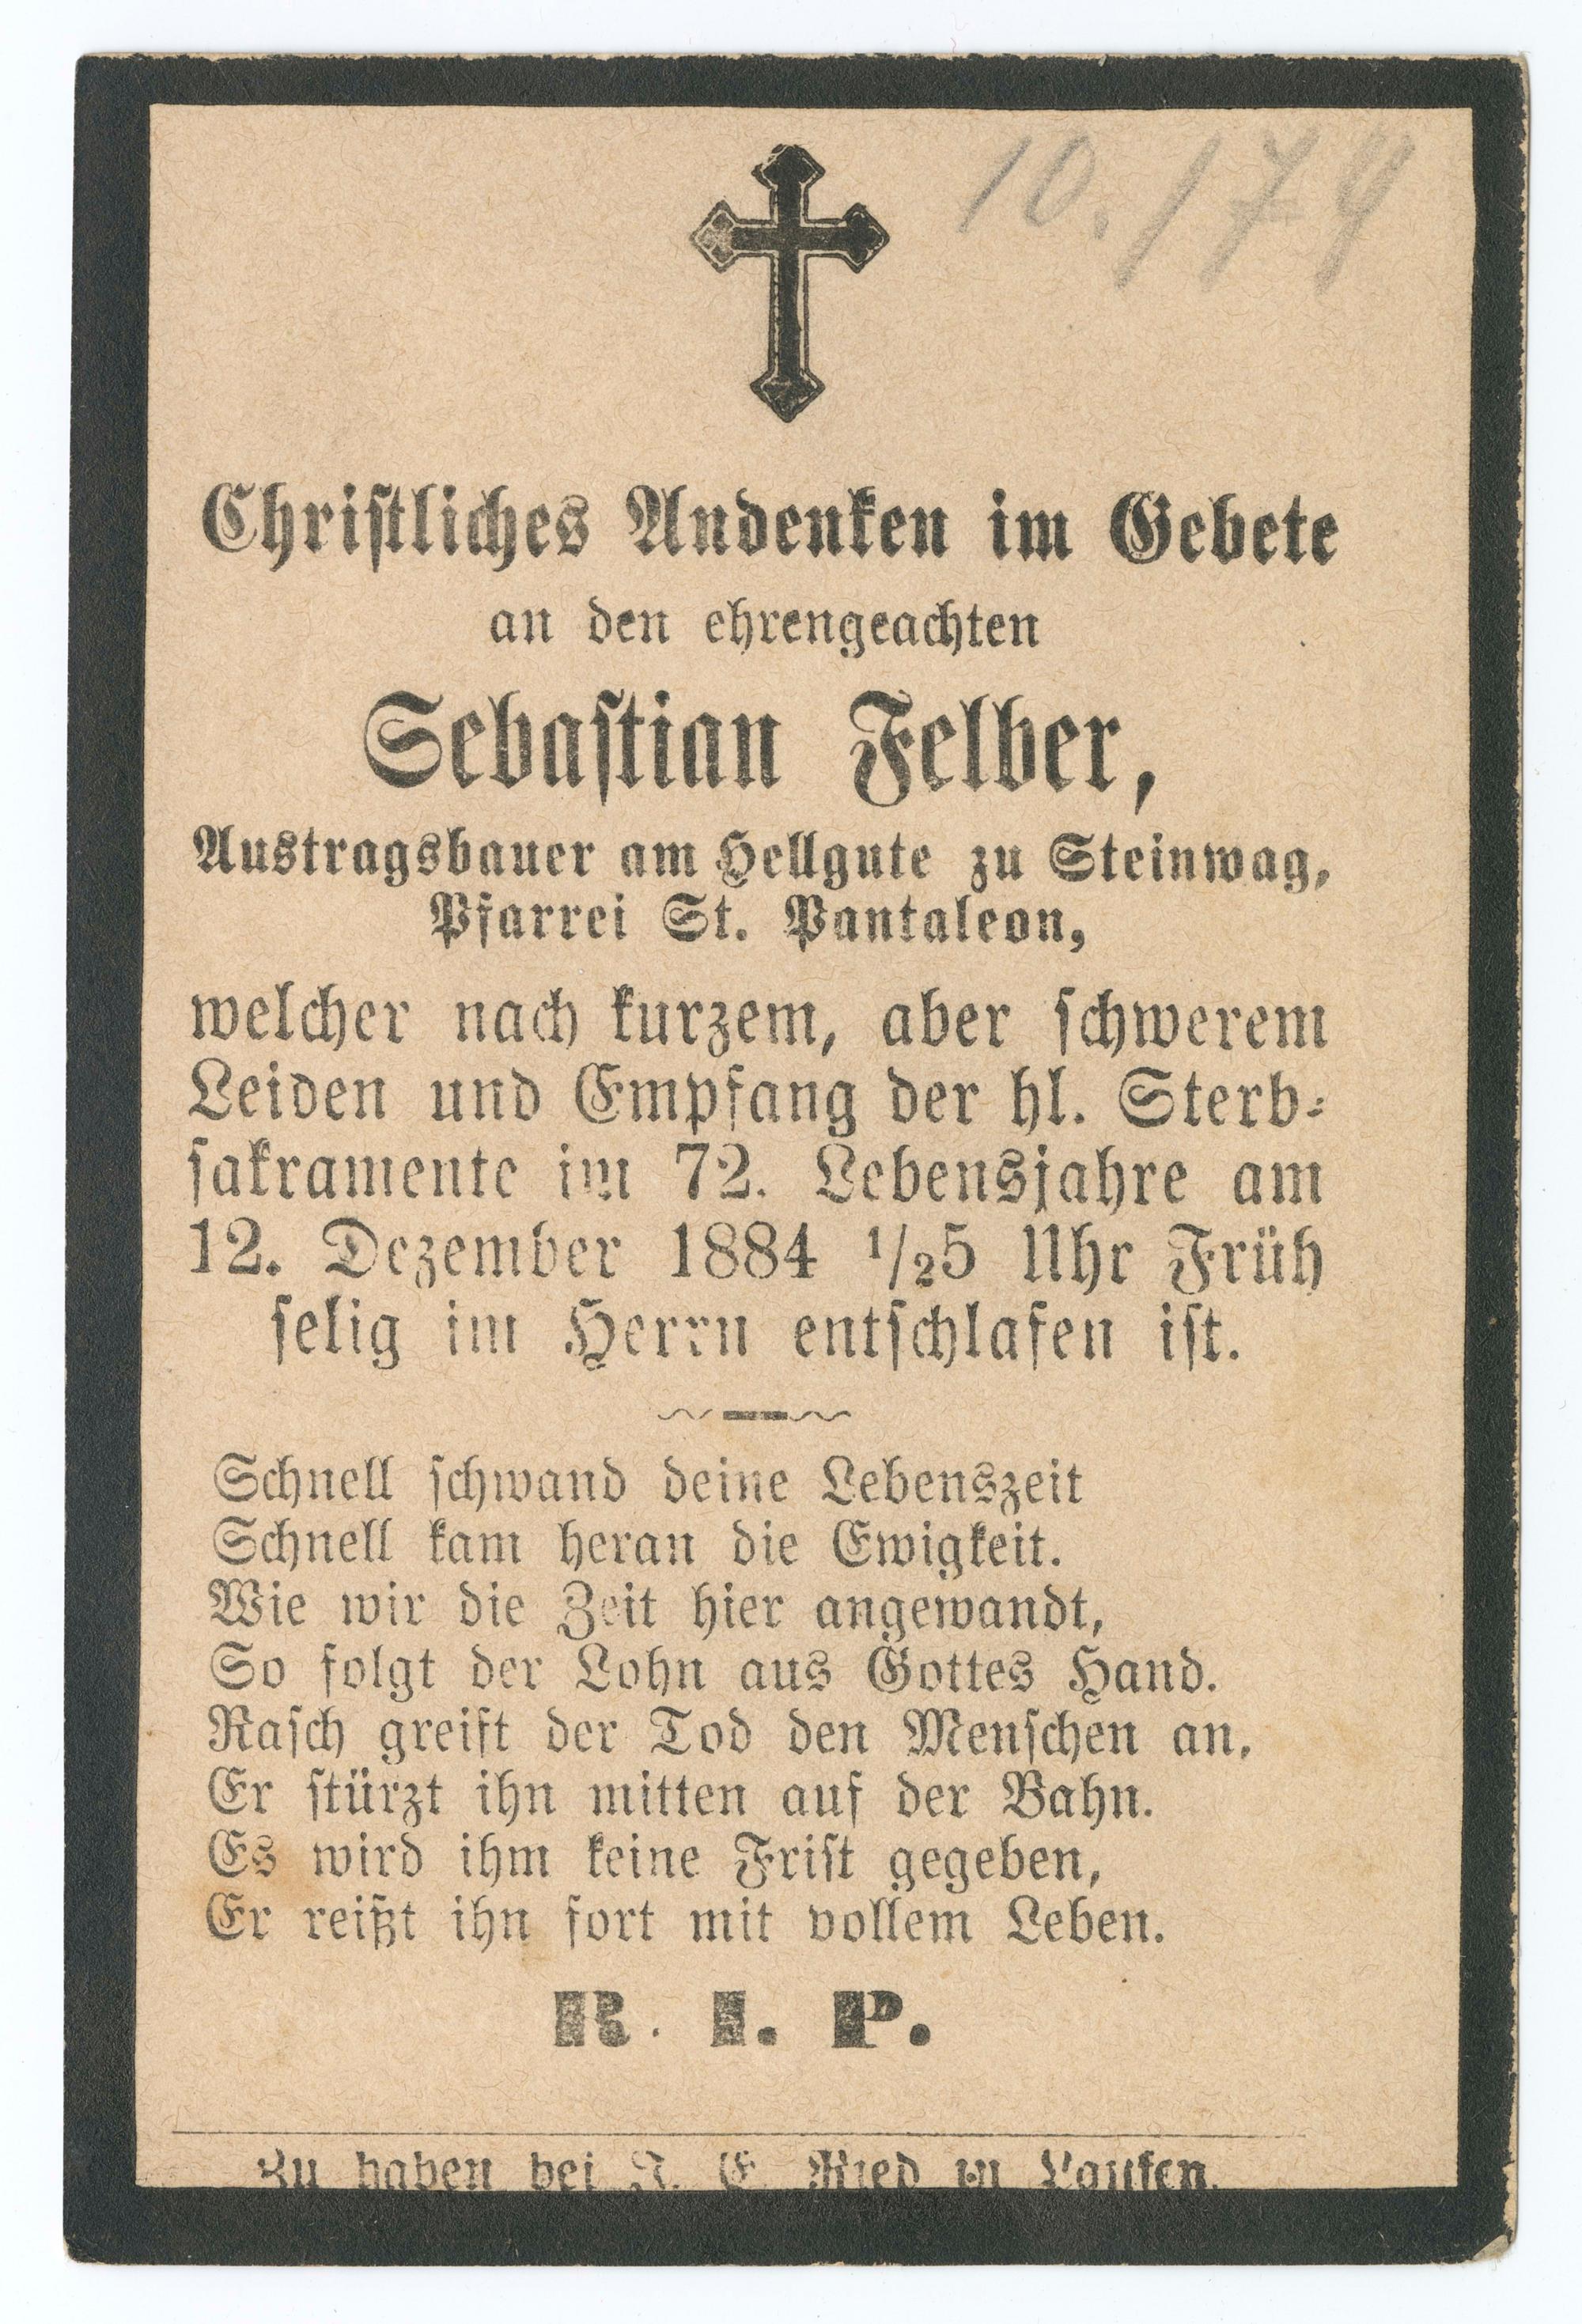 10./74
Christliches Andenken im Gebete
an den ehrengeachten
Sebastian Felber,
Austragsbauer am Hellgute zu Steinwag,
Pfarrei St. Pantaleon,
welcher nach kurzem, aber schwerem
Leiden und Empfang der hl. Sterb-
sakramente im 72. Lebensjahre am
12. Dezember 1884 1/25 Uhr Früh
selig im Herrn entschlafen ist.
Schnell schwand deine Lebenszeit
Schnell kam heran die Ewigkeit.
Wie wir die Zeit hier angewandt,
So folgt der Lohn aus Gottes Hand.
Rasch greift der Tod den Menschen an,
Er stürzt ihn mitten auf der Bahn.
Es wird ihm keine Frist gegeben,
Er reißt ihn fort mit vollem Leben.
R. I. P.
Zu haben bei J. E. Ried in Laufen.